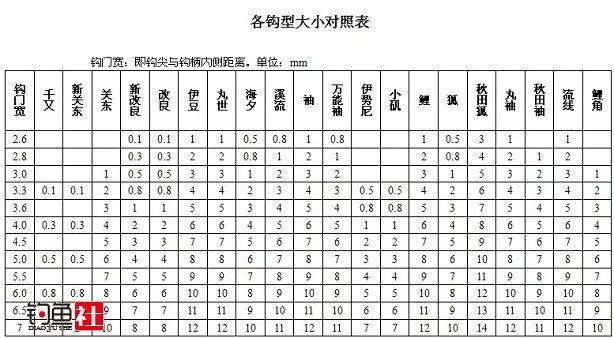 各钩型大小对照表
钩门宽：即钩尖与钩柄内侧距离。单位：mm
钩门宽 千又 新关东 关东 新改良 改良 伊豆 丸世 海夕 溪流 袖 万能袖 伊势尼 小矶 鲤 狐 秋田狐 丸袖 秋田袖 流线 鲤角
2.6 0.1 0.1 1 1 0.5 0.8 1 0.8 1 0.5 3 1 1
2.8 0.3 0.3 2 2 0.8 1 2 1 2 0.8 4 2 1 2
3.0 1 0.5 0.5 3 3 1 2 3 2 3 1 5 3 2 3 1
3.3 0.1 0.1 2 0.8 0.8 4 4 2 3 4 3 0.5 0.5 4 2 6 4 3 4 2
3.6 3 1 1 5 5 3 4 5 4 0.8 0.8 5 3 7 5 4 5 3
4.0 0.3 0.3 4 2 2 6 6 4 5 6 5 1 1 6 4 8 6 5 6 4
4.5 5 3 3 7 7 5 6 7 6 2 2 7 5 9 7 6 7 5
5.0 0.5 0.5 6 4 4 8 8 6 7 8 7 3 3 8 6 10 8 7 8 6
5.5 7 5 5 9 9 7 8 9 8 4 4 9 7 11 9 8 9 7
6.0 0.8 0.8 8 6 6 10 10 8 9 10 9 5 5 10 8 12 10 9 10 8
6.5 9 7 7 11 11 9 10 11 10 6 6 11 9 13 11 10 11 9
7 10 8 8 12 12 10 11 12 11 7 7 12 10 14 12 11 12 10
钓鱼社
DIAO YU SHE